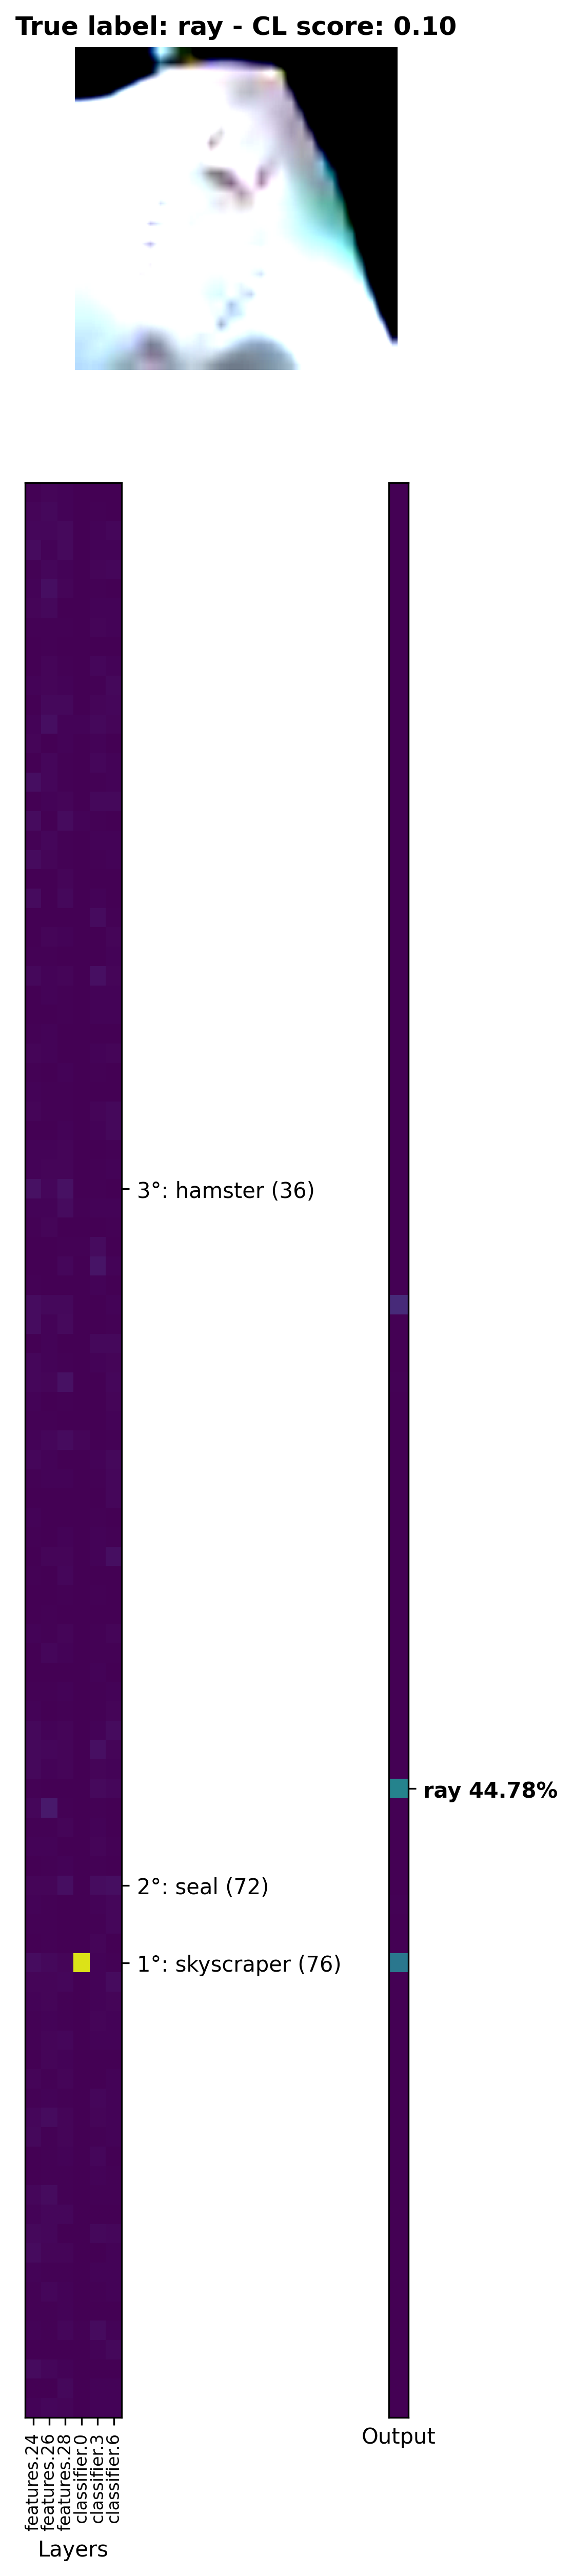 True label: ray - CL score: 0.10
3°: hamster (36)
ray 44.78%
2°: seal (72)
1°: skyscraper (76)
features.24
features.26
features.28
classifier.0
classifier.3
classifier.6
Layers
Output